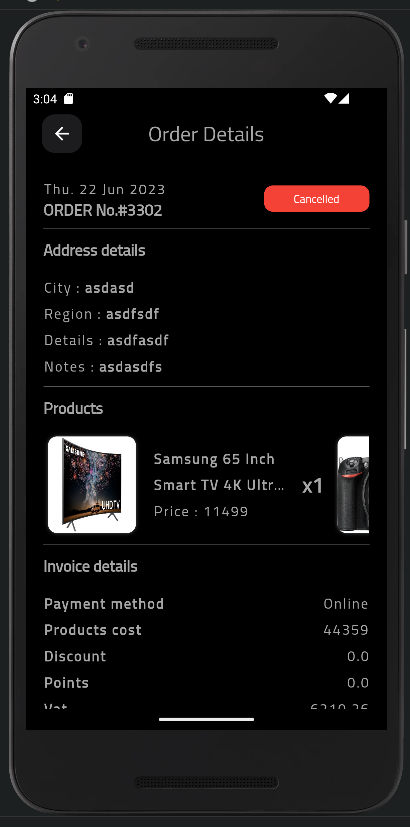 3:04
Order Details
Thu. 22 Jun 2023
ORDER No.#3302
Cancelled
Address details
City : asdasd
Region : asdfsdf
Details : asdfasdf
Notes : asdasdfs
Products
SAMSUNG
UHDTV
Samsung 65 Inch
Smart TV 4K Ultr...
Price : 11499
x1
Invoice details
Payment method Online
Products cost 44359
Discount 0.0
Points 0.0
Vat 6210.26